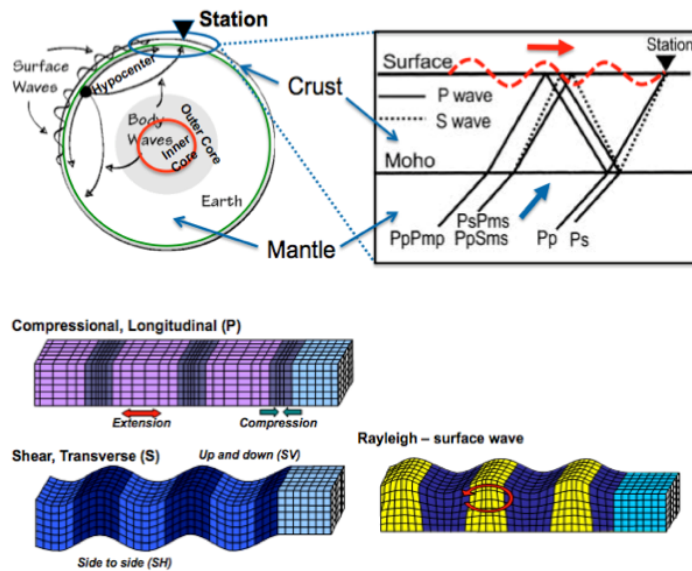 Station
Surface
Waves
Hypocenter
Body
Waves
Inner
Core
Outer Core
Earth
Crust
Mantle
Surface
Station
P wave
S wave
Moho
PpPmp
PsPms
PpSms
Pp
Ps
Compressional, Longitudinal (P)
Extension
Compression
Shear, Transverse (S)
Up and down (SV)
Side to side (SH)
Rayleigh – surface wave